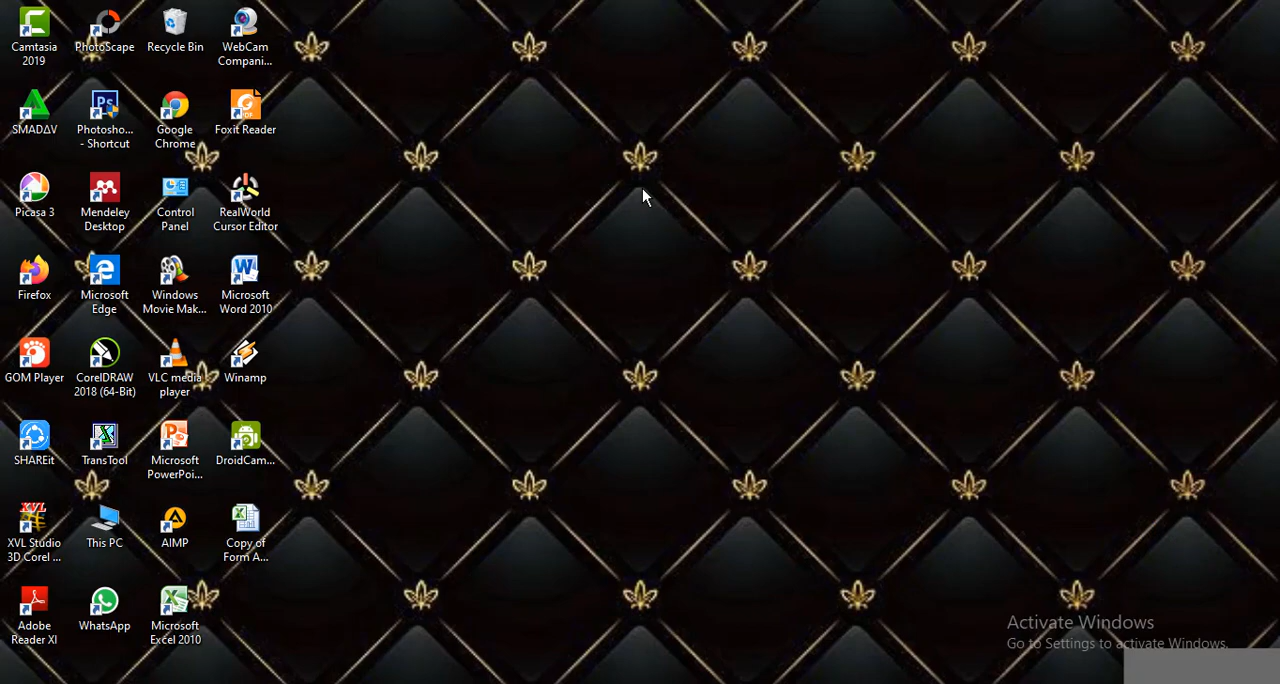 Camtasia
2019
PhotoScape
Recycle Bin
WebCam
Compani...
SMADΔV
Photosho...
- Shortcut
Google
Chrome
Foxit Reader
Picasa 3
Mendeley
Desktop
Control
Panel
RealWorld
Cursor Editor
Firefox
Microsoft
Edge
Windows
Movie Mak...
Microsoft
Word 2010
GOM Player
CorelDRAW
2018 (64-Bit)
VLC media
player
Winamp
SHAREit
TransTool
Microsoft
PowerPoi...
DroidCam...
XVL Studio
3D Corel ...
This PC
AIMP
Copy of
Form A...
Adobe
Reader XI
WhatsApp
Microsoft
Excel 2010
Activate Windows
Go to Settings to activate Windows.